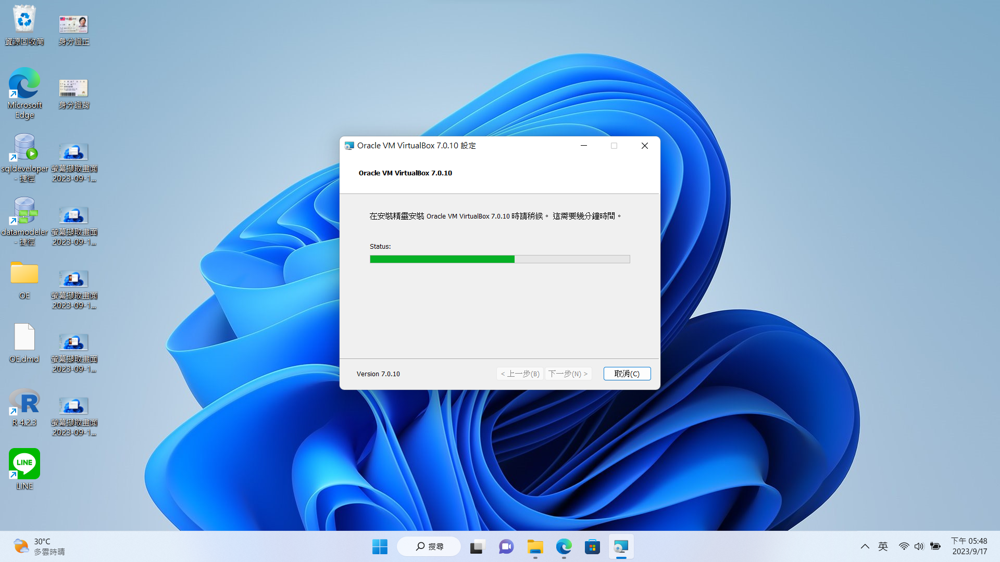 資源回收筒
身分證正
Microsoft
Edge
身分證背
sqldeveloper
- 捷徑
螢幕擷取畫面
2023-09-1...
datamodeler
- 捷徑
螢幕擷取畫面
2023-09-1...
OE
螢幕擷取畫面
2023-09-1...
OE.dmd
螢幕擷取畫面
2023-09-1...
R 4.2.3
螢幕擷取畫面
2023-09-1...
LINE
LINE
Oracle VM VirtualBox 7.0.10 設定
Oracle VM VirtualBox 7.0.10
在安裝精靈安裝 Oracle VM VirtualBox 7.0.10 時請稍候。 這需要幾分鐘時間。
Status:
Version 7.0.10
< 上一步(B)
下一步(N) >
取消(C)
30°C
多雲時晴
搜尋
英
下午 05:48
2023/9/17